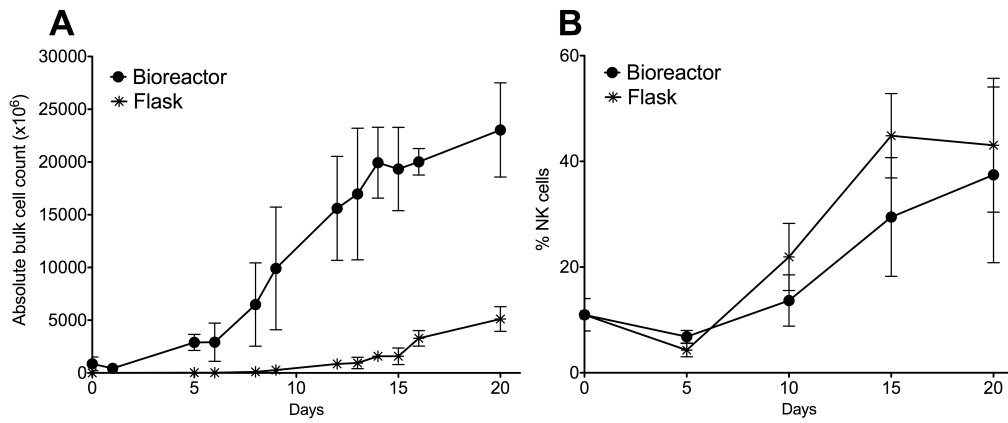 A
Absolute bulk cell count (x10⁶)
30000
25000
20000
15000
10000
5000
0
Bioreactor
Flask
0 5 10 15 20
Days
B
% NK cells
60
40
20
0
Bioreactor
Flask
0 5 10 15 20
Days